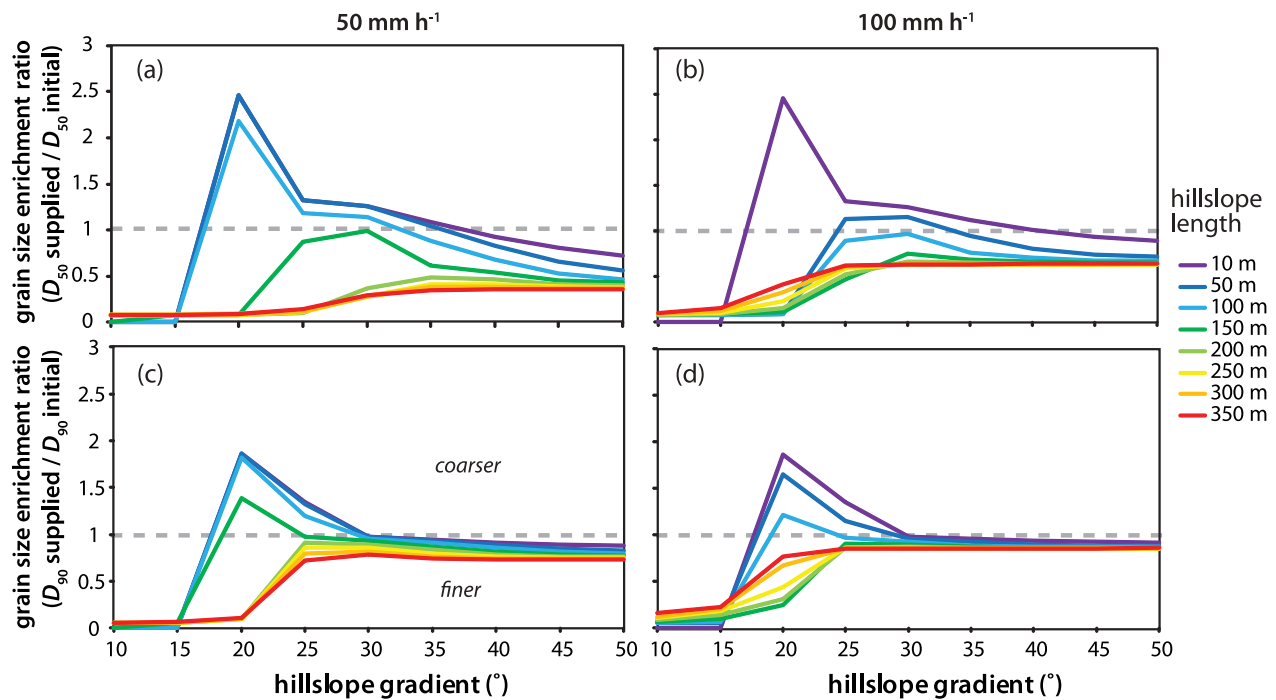 50 mm h⁻¹
100 mm h⁻¹
grain size enrichment ratio
(D₅₀ supplied / D₅₀ initial)
3
2.5
2
1.5
1
0.5
0
(a)
(b)
hillslope
length
10 m
50 m
100 m
150 m
200 m
250 m
300 m
350 m
grain size enrichment ratio
(D₉₀ supplied / D₉₀ initial)
3
2.5
2
1.5
1
0.5
0
(c)
coarser
finer
(d)
10 15 20 25 30 35 40 45 50
10 15 20 25 30 35 40 45 50
hillslope gradient (°)
hillslope gradient (°)